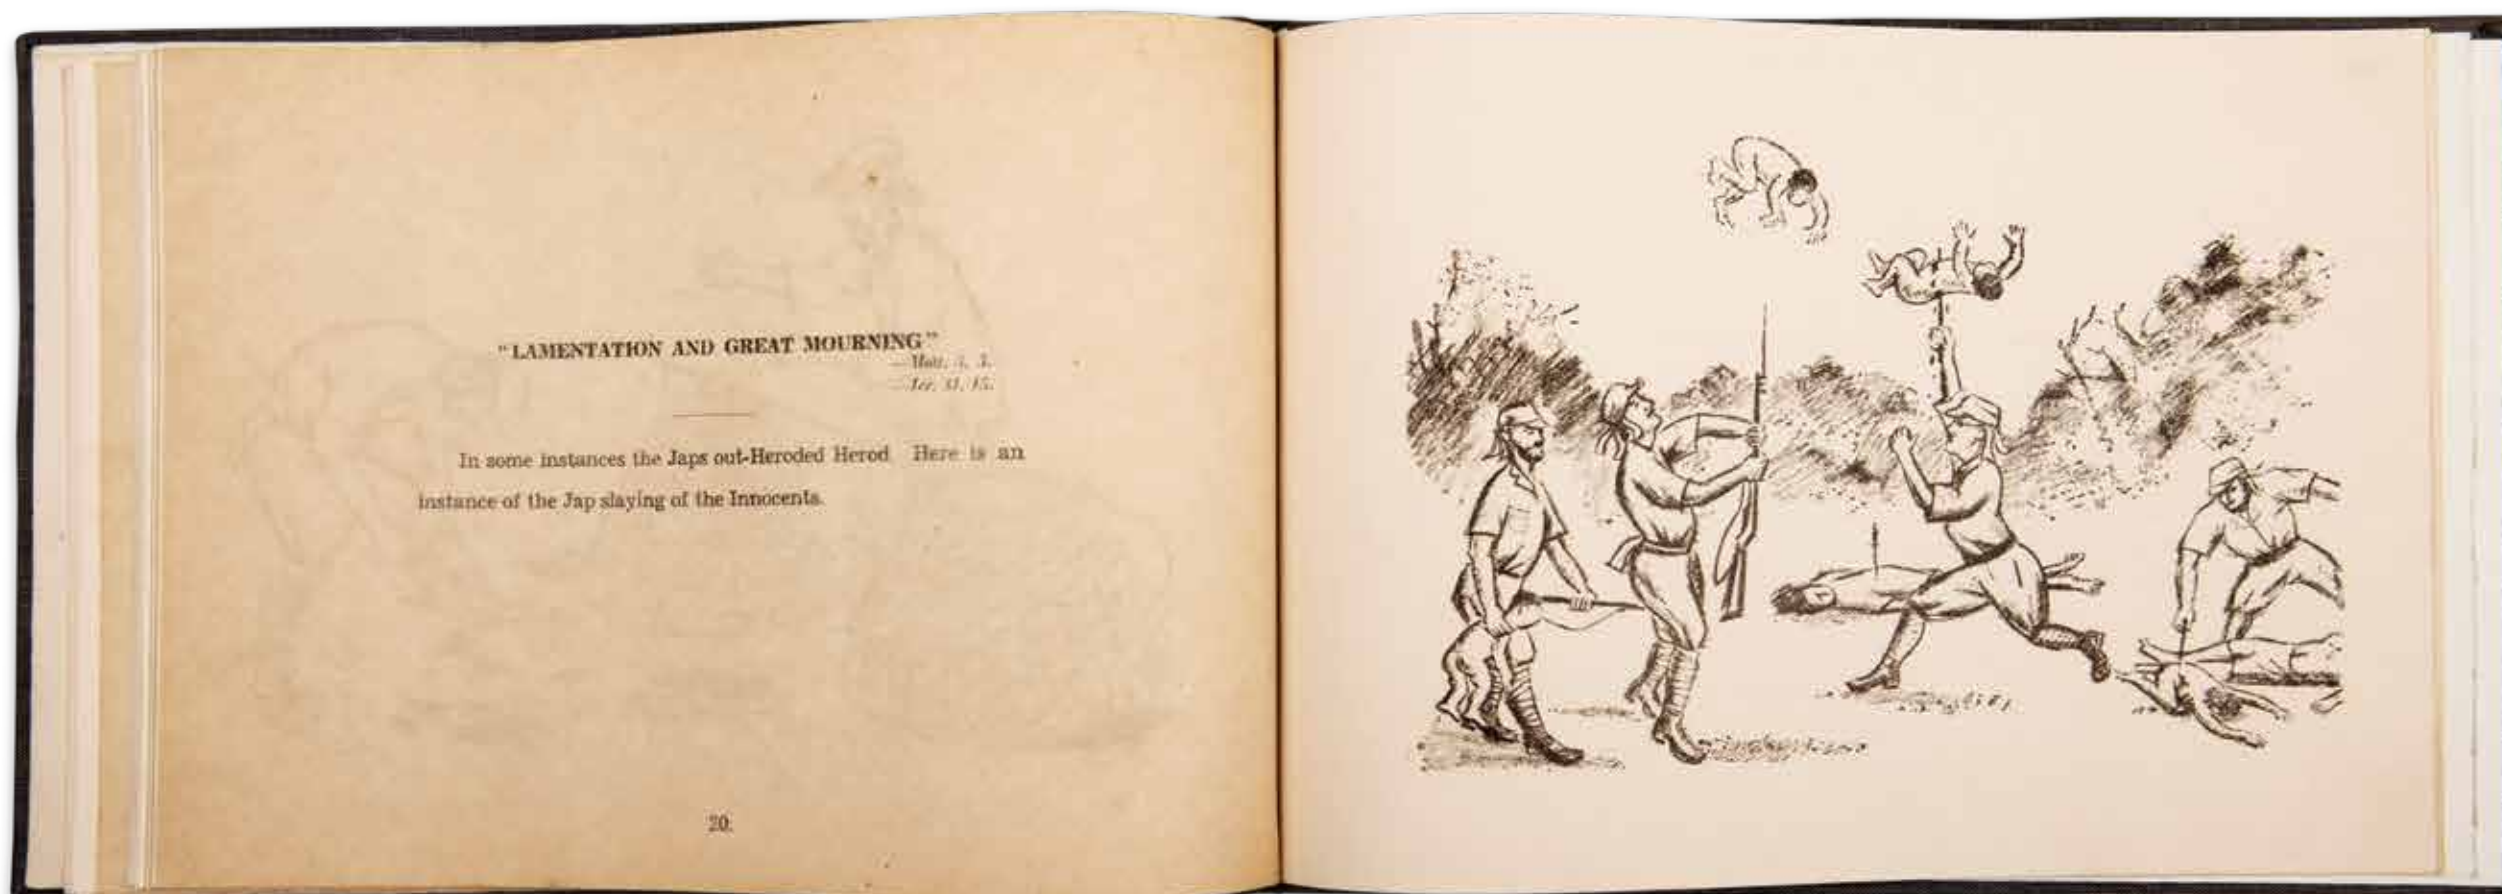 "LAMENTATION AND GREAT MOURNING"
—Matt.
—Jer. 31, 15.
In some instances the Japs out-Heroded Herod Here is an
instance of the Jap slaying of the Innocents.
20.